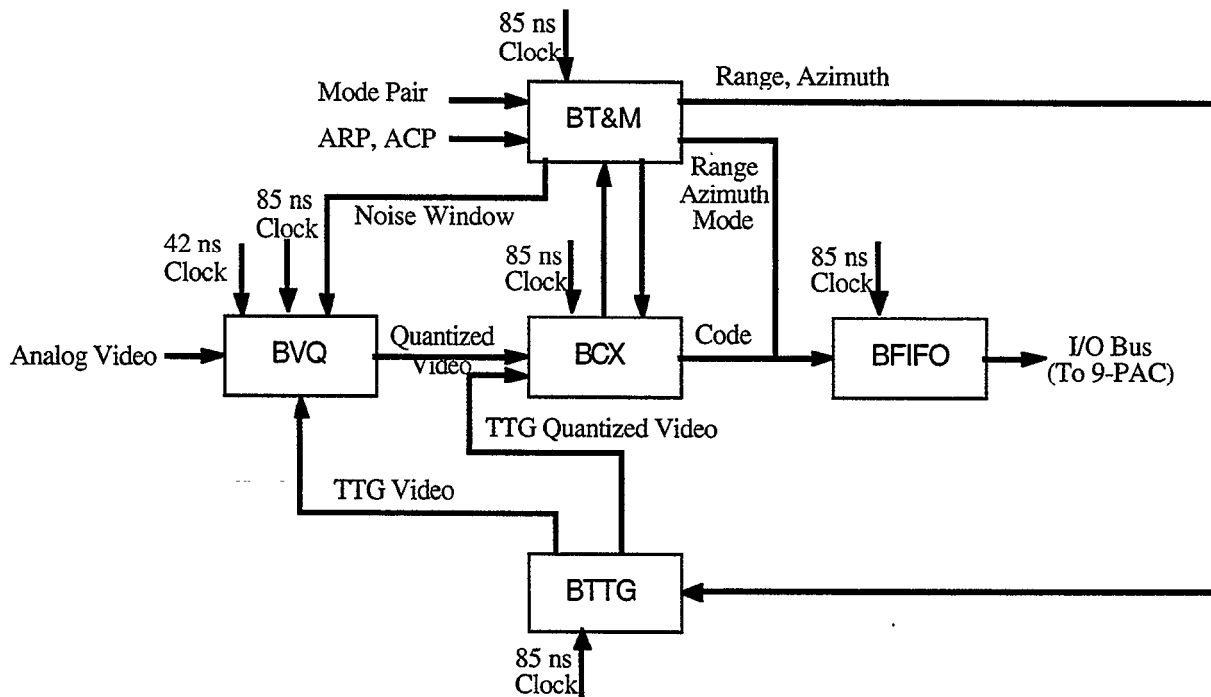 85 ns
Clock
Mode Pair
ARP, ACP
BT&M
Range, Azimuth
Range
Azimuth
Mode
Noise Window
85 ns
Clock
42 ns
Clock
85 ns
Clock
85 ns
Clock
Analog Video
BVQ
Quantized
Video
BCX
Code
BFIFO
I/O Bus
(To 9-PAC)
TTG Quantized Video
TTG Video
BTTG
85 ns
Clock